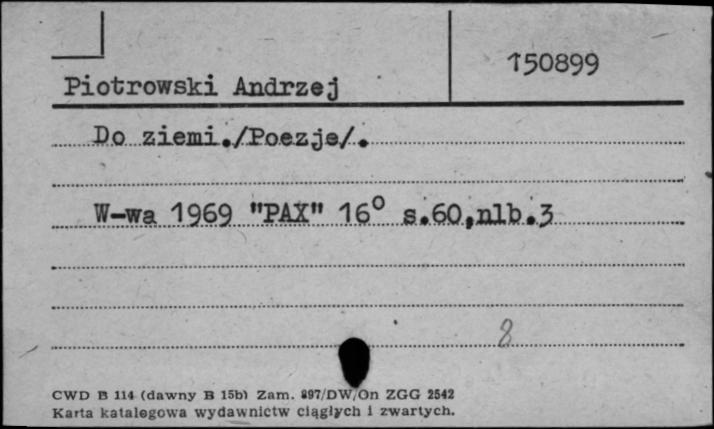 150899
Piotrowski Andrzej
Do ziemi./Poezje/.
W-wa 1969 "PAX" 16° s.60,nlb.3
8
CWD B 114 (dawny B 15b) Zam. 897/DW/On ZGG 2542
Karta katalogowa wydawnictw ciągłych i zwartych.